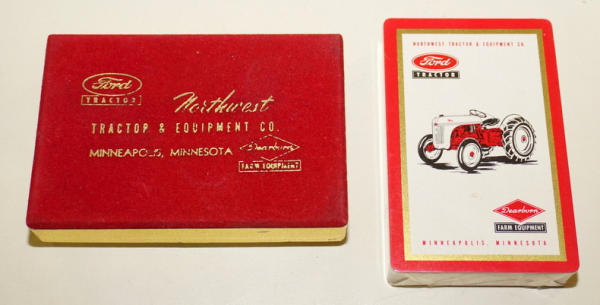 Ford
TRACTOR
Northwest
TRACTOR & EQUIPMENT CO.
MINNEAPOLIS, MINNESOTA
Dearborn
FARM EQUIPMENT
NORTHWEST TRACTOR & EQUIPMENT CO.
Ford
TRACTOR
Dearborn
FARM EQUIPMENT
MINNEAPOLIS, MINNESOTA